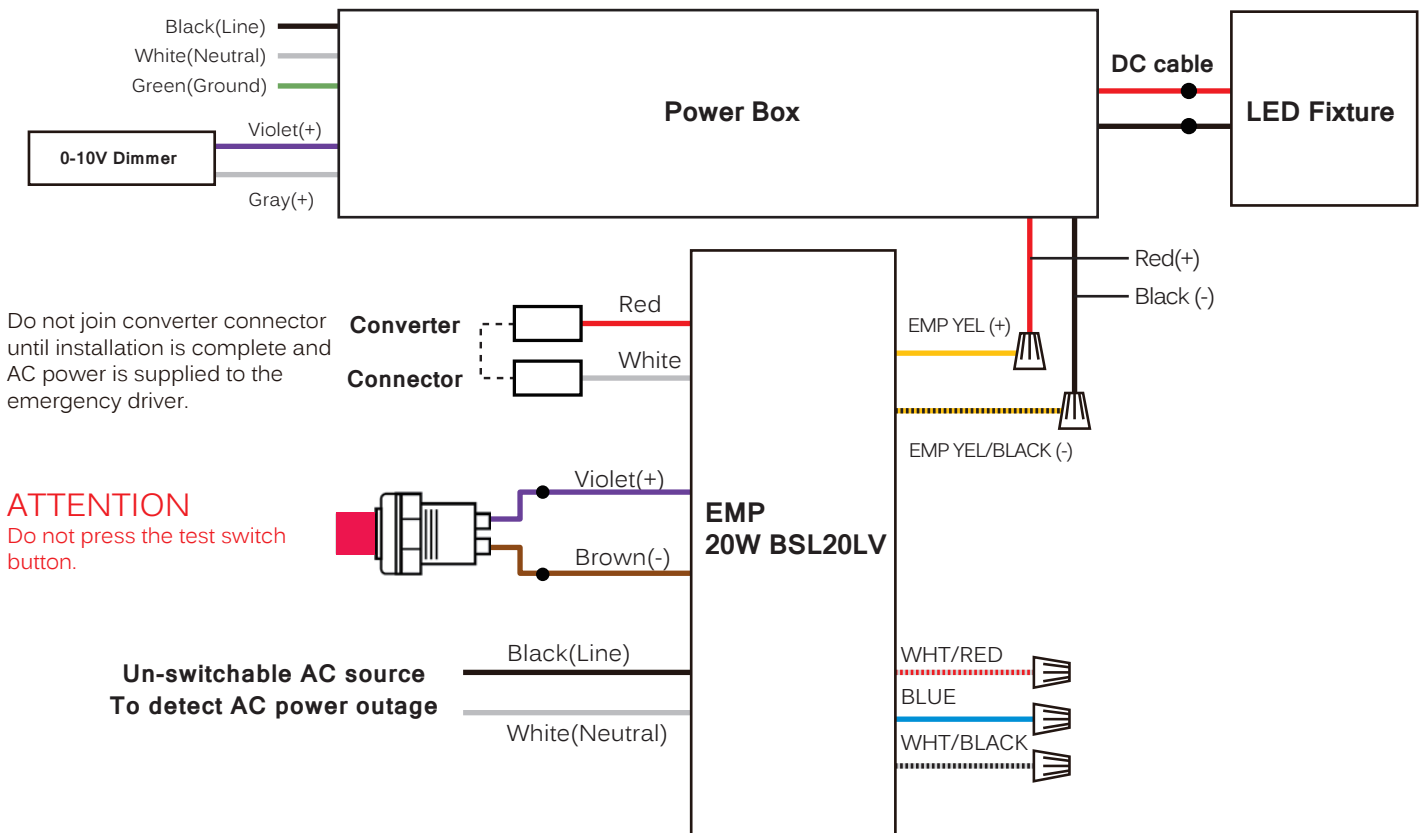 Black(Line)
White(Neutral)
Green(Ground)
Violet(+)
0-10V Dimmer
Gray(+)
Power Box
DC cable
LED Fixture
Red(+)
Black (-)
Do not join converter connector
until installation is complete and
AC power is supplied to the
emergency driver.
Converter
Connector
Red
White
EMP YEL (+)
EMP YEL/BLACK (-)
ATTENTION
Do not press the test switch
button.
Violet(+)
Brown(-)
EMP
20W BSL20LV
Un-switchable AC source
To detect AC power outage
Black(Line)
White(Neutral)
WHT/RED
BLUE
WHT/BLACK